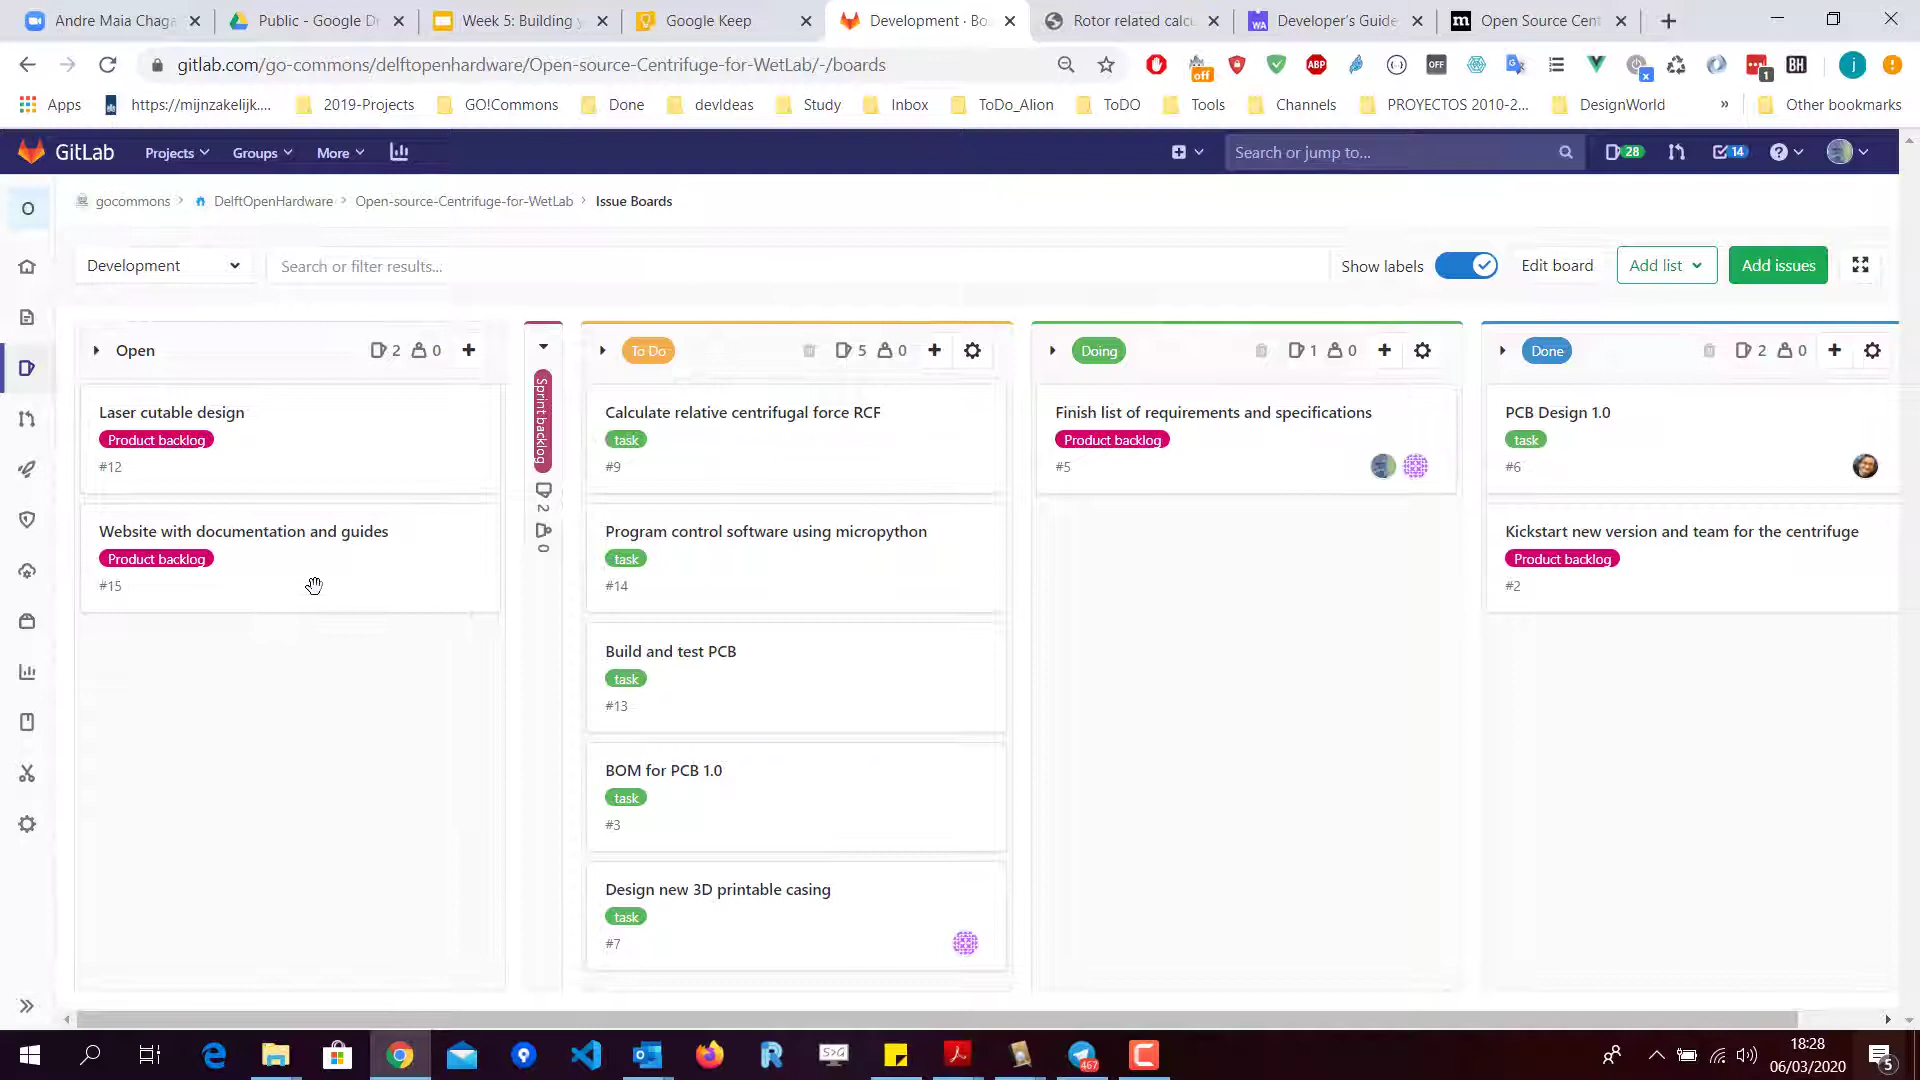 Andre Maia Chaga
Public - Google Dr
Week 5: Building y
Google Keep
Development · Bo
Rotor related calcu
Developer's Guide
Open Source Cent
gitlab.com/go-commons/delftopenhardware/Open-source-Centrifuge-for-WetLab/-/boards
off
ABP
OFF
x
1
BH
j
Apps
https://mijnzakelijk....
2019-Projects
GO!Commons
Done
devIdeas
Study
Inbox
ToDo_Alion
ToDO
Tools
Channels
PROYECTOS 2010-2...
DesignWorld
»
Other bookmarks
GitLab
Projects
Groups
More
Search or jump to...
28
14
O
gocommons > DelftOpenHardware > Open-source-Centrifuge-for-WetLab > Issue Boards
Development
Search or filter results...
Show labels
Edit board
Add list
Add issues
Open
2
0
Laser cutable design
Product backlog
#12
Website with documentation and guides
Product backlog
#15
Sprint backlog
2
0
To Do
5
0
Calculate relative centrifugal force RCF
task
#9
Program control software using micropython
task
#14
Build and test PCB
task
#13
BOM for PCB 1.0
task
#3
Design new 3D printable casing
task
#7
Doing
1
0
Finish list of requirements and specifications
Product backlog
#5
Done
2
0
PCB Design 1.0
task
#6
Kickstart new version and team for the centrifuge
Product backlog
#2
467
18:28
06/03/2020
5